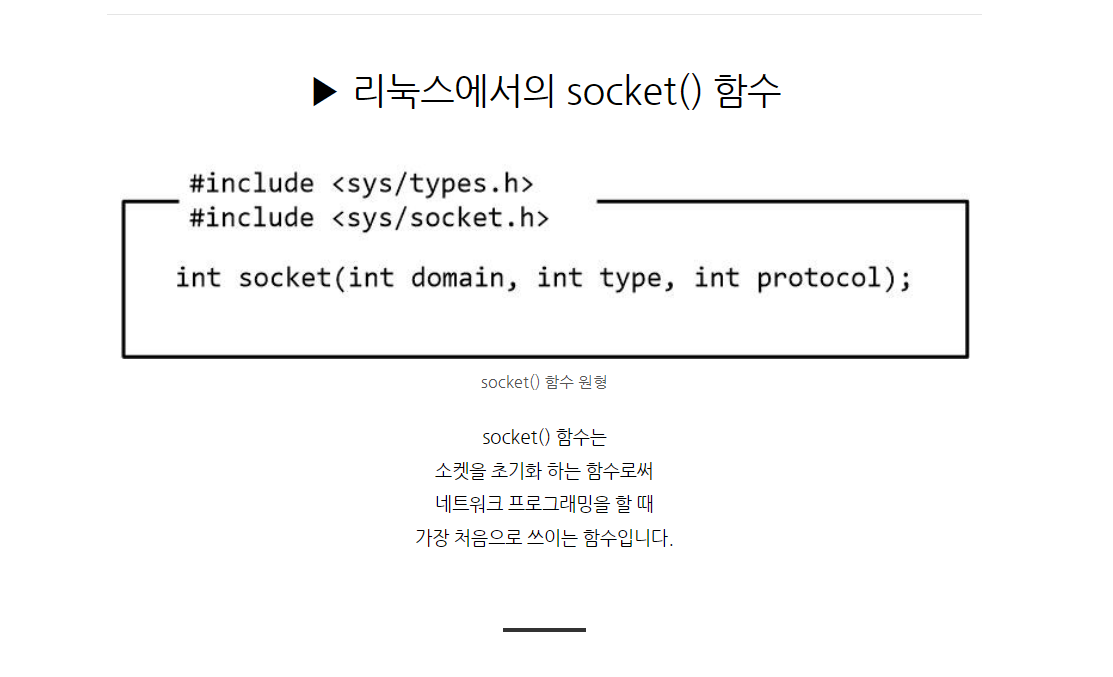 ▶ 리눅스에서의 socket() 함수
#include <sys/types.h>
#include <sys/socket.h>
int socket(int domain, int type, int protocol);
socket() 함수 원형
socket() 함수는
소켓을 초기화 하는 함수로써
네트워크 프로그래밍을 할 때
가장 처음으로 쓰이는 함수입니다.